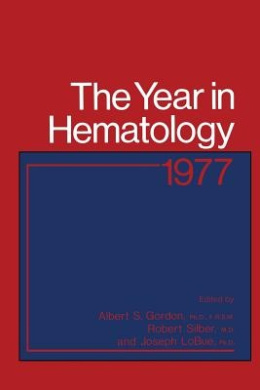 The Year in
Hematology
1977
Edited by
Albert S. Gordon, Ph.D., F.R.S.M.
Robert Silber, M.D.
and Joseph LoBue, Ph.D.